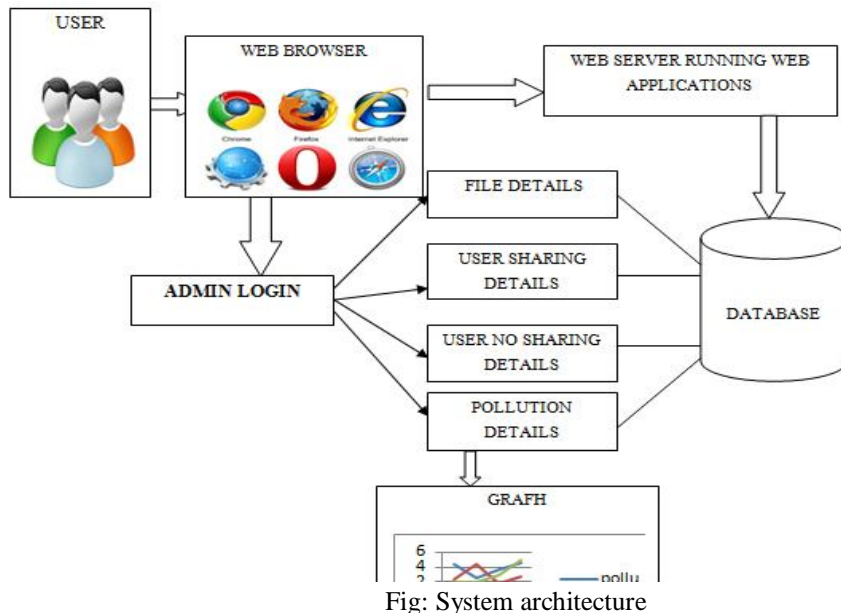 USER
WEB BROWSER
Chrome
Firefox
Internet Explorer
WEB SERVER RUNNING WEB
APPLICATIONS
FILE DETAILS
USER SHARING
DETAILS
ADMIN LOGIN
USER NO SHARING
DETAILS
DATABASE
POLLUTION
DETAILS
GRAFH
6
4
2
pollu
Fig: System architecture